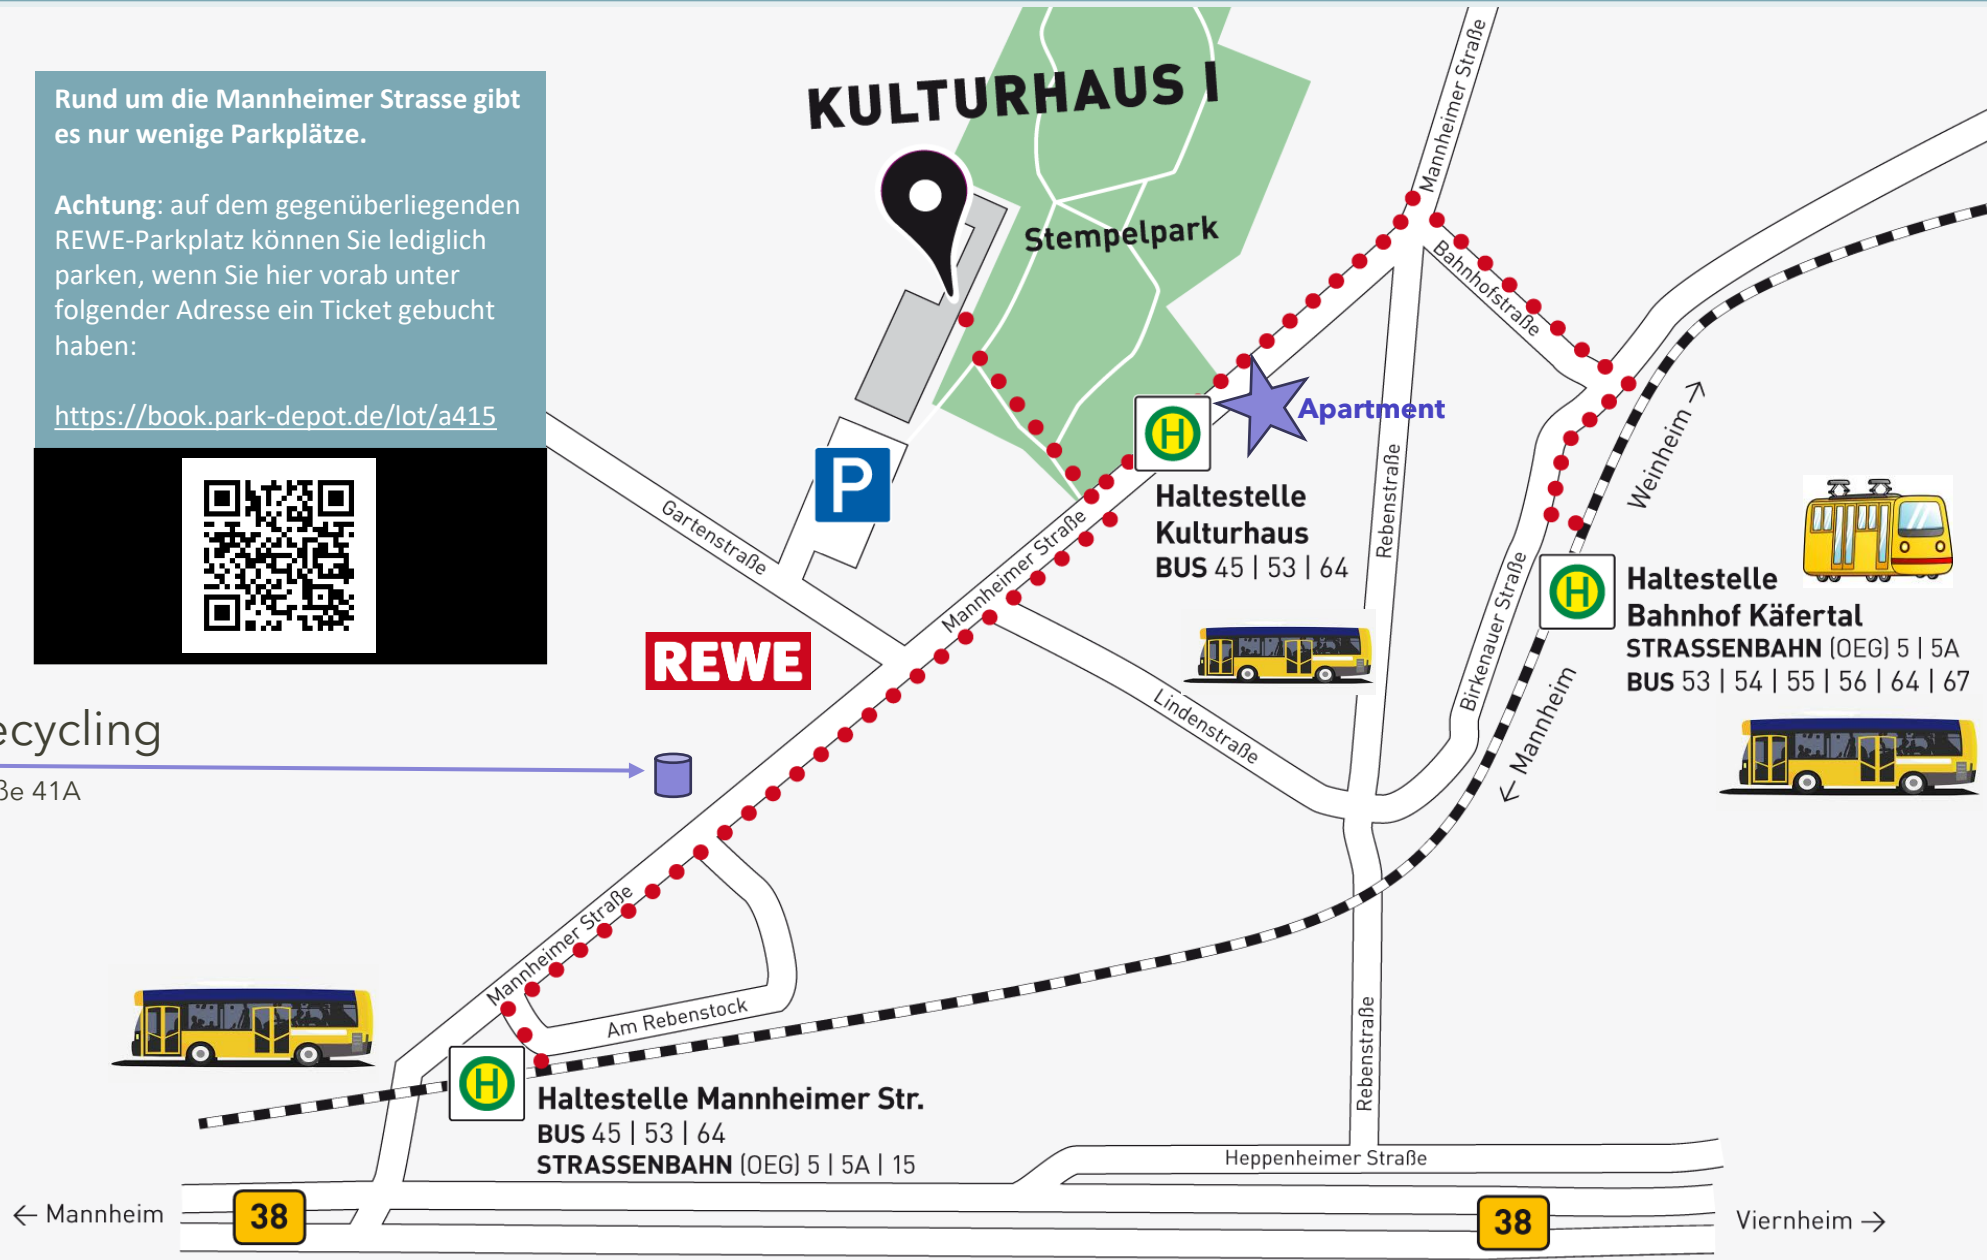 Rund um die Mannheimer Strasse gibt
es nur wenige Parkplätze.
Achtung: auf dem gegenüberliegenden
REWE-Parkplatz können Sie lediglich
parken, wenn Sie hier vorab unter
folgender Adresse ein Ticket gebucht
haben:
https://book.park-depot.de/lot/a415
KULTURHAUS I
Stempelpark
Mannheimer Straße
Bahnhofstraße
Apartment
H
Haltestelle
Kulturhaus
BUS 45 | 53 | 64
P
Gartenstraße
Mannheimer Straße
Rebenstraße
Weinheim →
Birkenauer Straße
H
Haltestelle
Bahnhof Käfertal
STRASSENBAHN (OEG) 5 | 5A
BUS 53 | 54 | 55 | 56 | 64 | 67
REWE
Lindenstraße
← Mannheim
ecycling
ße 41A
Mannheimer Straße
Am Rebenstock
Rebenstraße
H
Haltestelle Mannheimer Str.
BUS 45 | 53 | 64
STRASSENBAHN (OEG) 5 | 5A | 15
Heppenheimer Straße
← Mannheim
38
38
Viernheim →